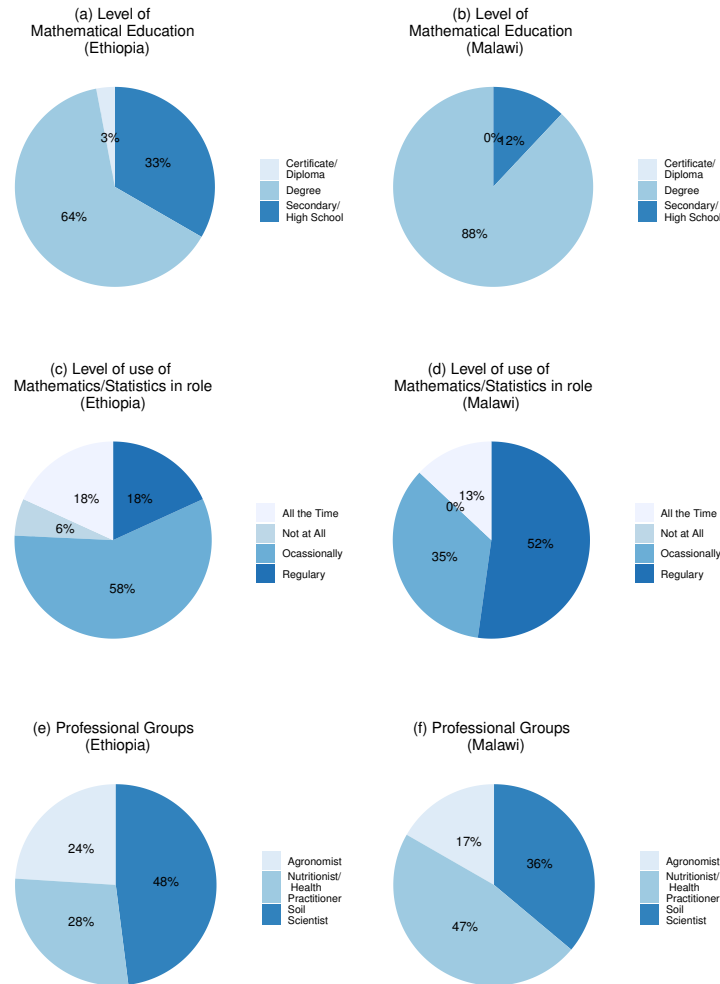 (a) Level of
Mathematical Education
(Ethiopia)
3%
33%
64%
Certificate/
Diploma
Degree
Secondary/
High School
(b) Level of
Mathematical Education
(Malawi)
0%
12%
88%
Certificate/
Diploma
Degree
Secondary/
High School
(c) Level of use of
Mathematics/Statistics in role
(Ethiopia)
18%
18%
6%
58%
All the Time
Not at All
Ocassionally
Regulary
(d) Level of use of
Mathematics/Statistics in role
(Malawi)
13%
0%
35%
52%
All the Time
Not at All
Ocassionally
Regulary
(e) Professional Groups
(Ethiopia)
24%
48%
28%
Agronomist
Nutritionist/
Health
Practitioner
Soil
Scientist
(f) Professional Groups
(Malawi)
17%
36%
47%
Agronomist
Nutritionist/
Health
Practitioner
Soil
Scientist